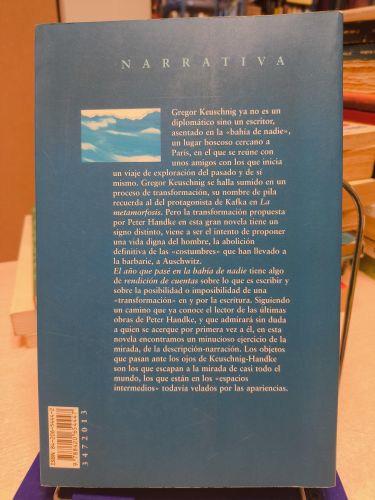 NARRATIVA
Gregor Keuschnig ya no es un
diplomático sino un escritor,
asentado en la «bahía de nadie»,
un lugar boscoso cercano a
París, en el que se reúne con
unos amigos con los que inicia
un viaje de exploración del pasado y de sí
mismo. Gregor Keuschnig se halla sumido en un
proceso de transformación, su nombre de pila
recuerda al del protagonista de Kafka en La
metamorfosis. Pero la transformación propuesta
por Peter Handke en esta gran novela tiene un
signo distinto, viene a ser el intento de proponer
una vida digna del hombre, la abolición
definitiva de las «costumbres» que han llevado a
la barbarie, a Auschwitz.
El año que pasé en la bahía de nadie tiene algo
de rendición de cuentas sobre lo que es escribir y
sobre la posibilidad o imposibilidad de una
«transformación» en y por la escritura. Siguiendo
un camino que ya conoce el lector de las últimas
obras de Peter Handke, y que admirará sin duda
a quien se acerque por primera vez a él, en esta
novela encontramos un minucioso ejercicio de la
mirada, de la descripción-narración. Los objetos
que pasan ante los ojos de Keuschnig-Handke
son los que escapan a la mirada de casi todo el
mundo, los que están en los «espacios
intermedios» todavía velados por las apariencias.
ISBN 84-206-5444-2
9788420654447
3472013